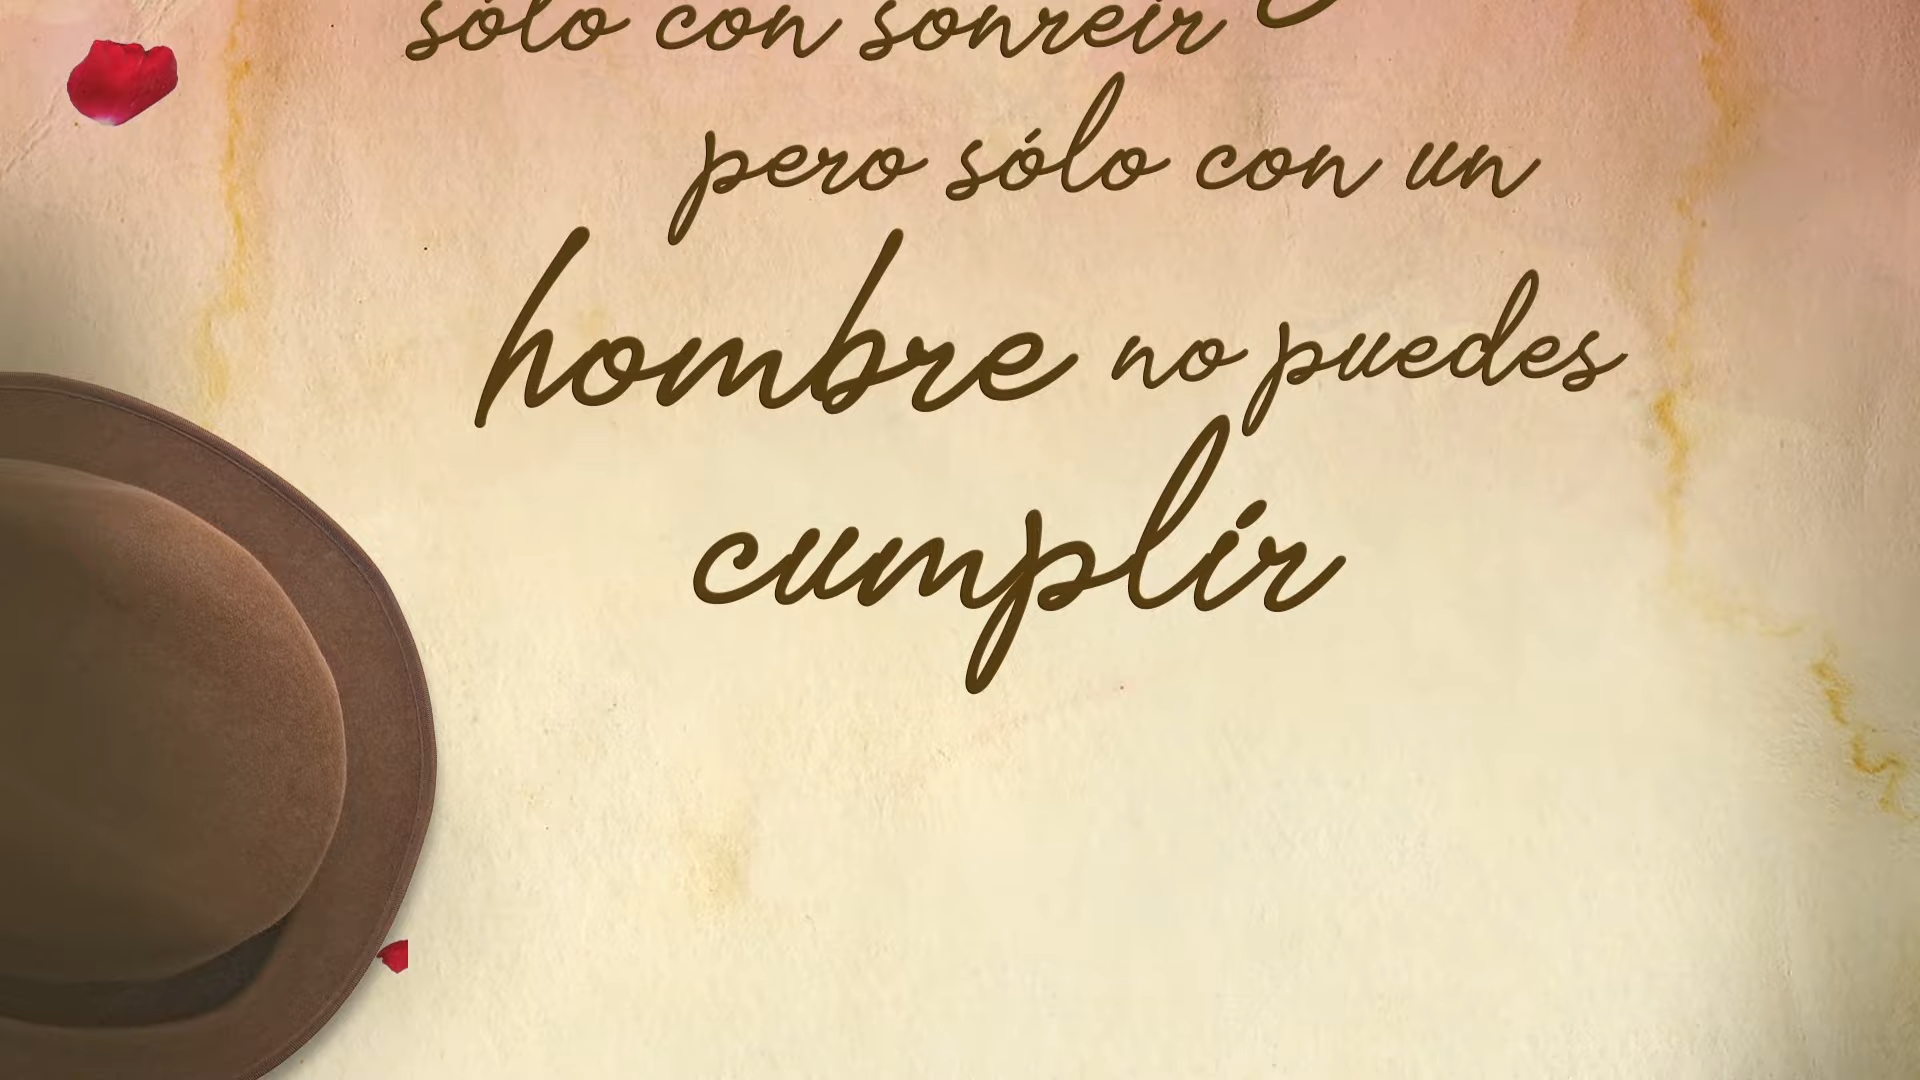 sólo con sonreír
pero sólo con un
hombre no puedes
cumplir